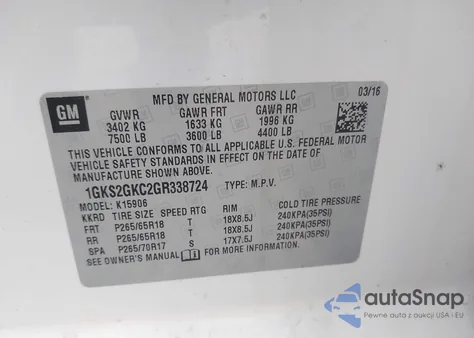 GM
MFD BY GENERAL MOTORS LLC
03/16
GVWR GAWR FRT GAWR RR
3402 KG 1633 KG 1996 KG
7500 LB 3600 LB 4400 LB
THIS VEHICLE CONFORMS TO ALL APPLICABLE U.S. FEDERAL MOTOR
VEHICLE SAFETY STANDARDS IN EFFECT ON THE DATE OF
MANUFACTURE SHOWN ABOVE.
1GKS2GKC2GR338724 TYPE: M.P.V.
MODEL: K15906
KKRD TIRE SIZE SPEED RTG RIM COLD TIRE PRESSURE
FRT P265/65R18 T 18X8.5J 240KPA(35PSI)
RR P265/65R18 T 18X8.5J 240KPA(35PSI)
SPA P265/70R17 S 17X7.5J 240KPA(35PSI)
SEE OWNER'S MANUAL FOR MORE INFORMATION.
autoSnap
Pewne auta z USA i EU